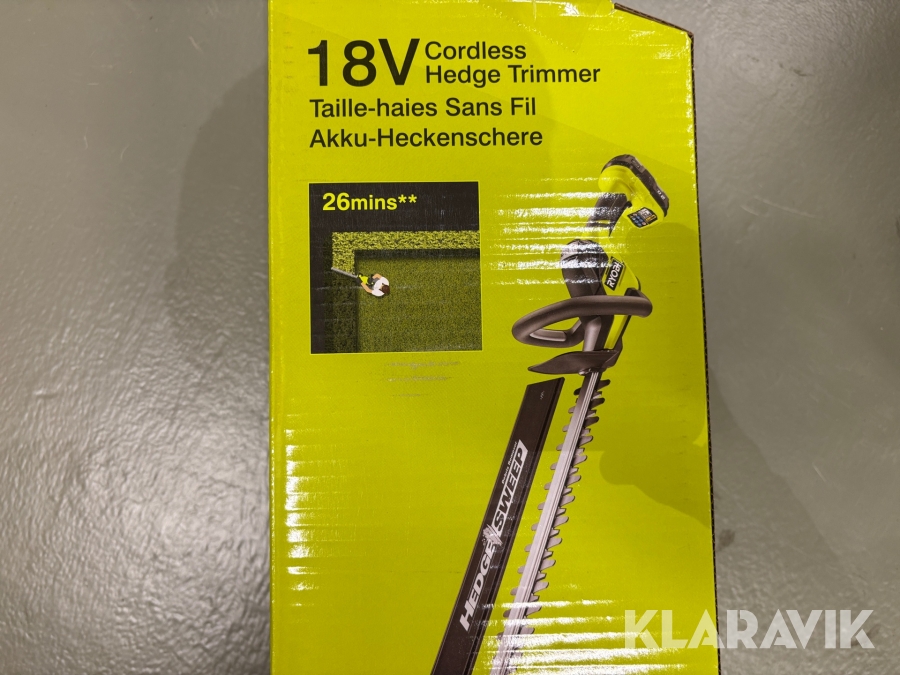 18V Cordless
Hedge Trimmer
Taille-haies Sans Fil
Akku-Heckenschere
26mins**
RYOBI
HEDGE SWEEP
KLARAVIK